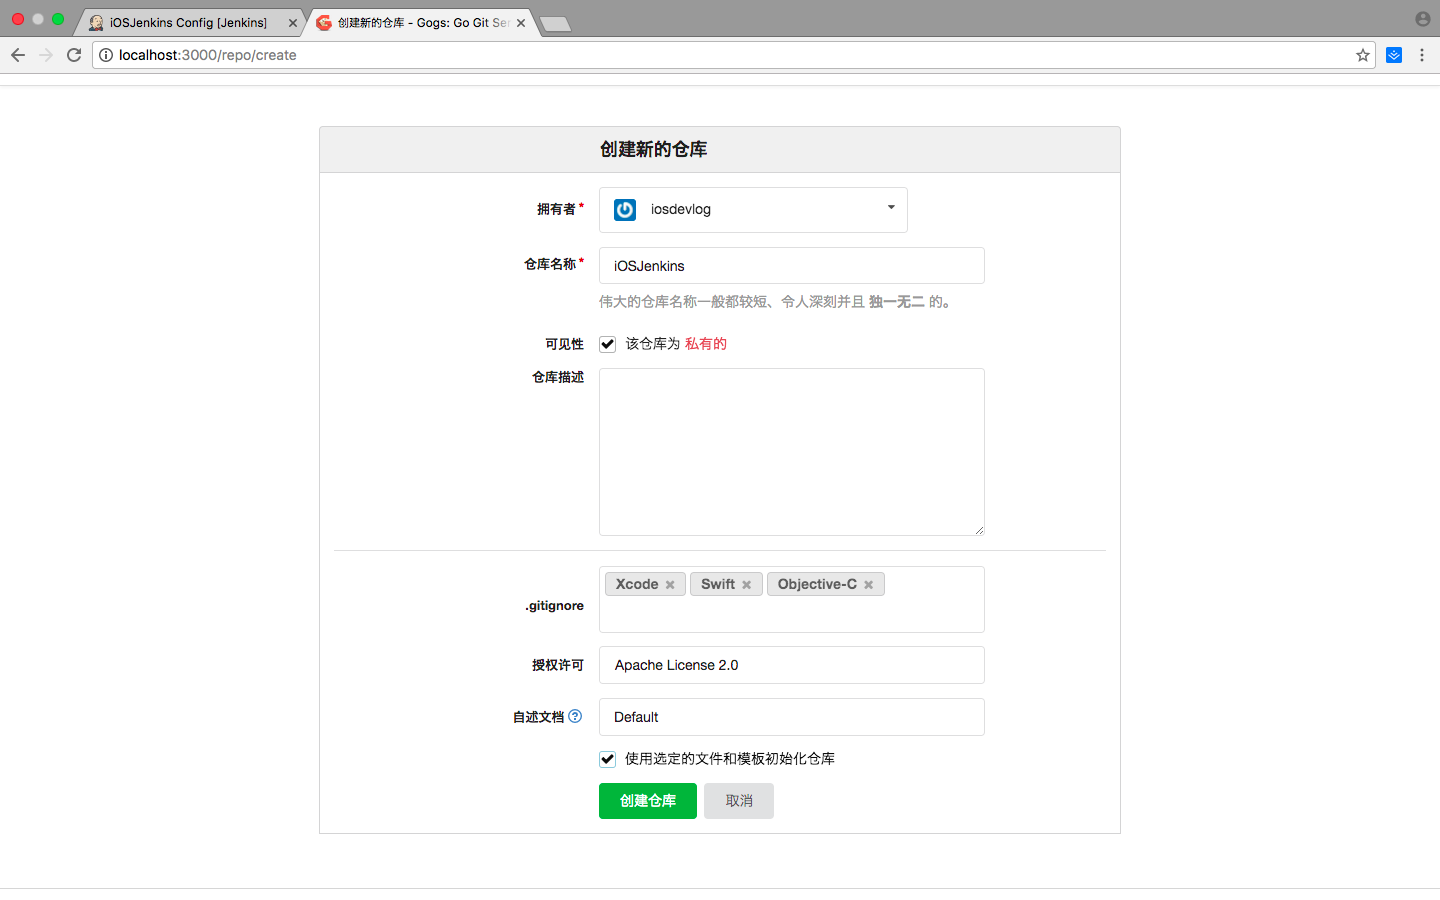 iOSJenkins Config [Jenkins]
创建新的仓库 - Gogs: Go Git Ser
localhost:3000/repo/create
创建新的仓库
拥有者*
iosdevlog
仓库名称*
iOSJenkins
伟大的仓库名称一般都较短、令人深刻并且 独一无二 的。
可见性
该仓库为 私有的
仓库描述
.gitignore
Xcode
Swift
Objective-C
授权许可
Apache License 2.0
自述文档
Default
使用选定的文件和模板初始化仓库
创建仓库
取消